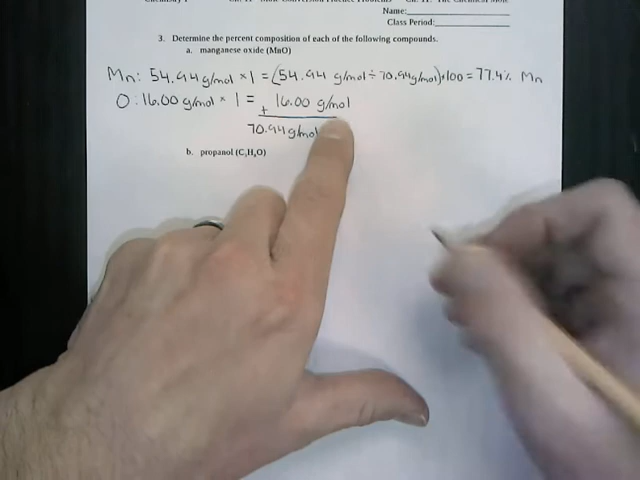 Name:
Class Period:
3. Determine the percent composition of each of the following compounds.
a. manganese oxide (MnO)
Mn: 54.94 g/mol × 1 = (54.94 g/mol ÷ 70.94 g/mol) × 100 = 77.4% Mn
O: 16.00 g/mol × 1 = + 16.00 g/mol
70.94 g/mol
b. propanol (C₃H₈O)